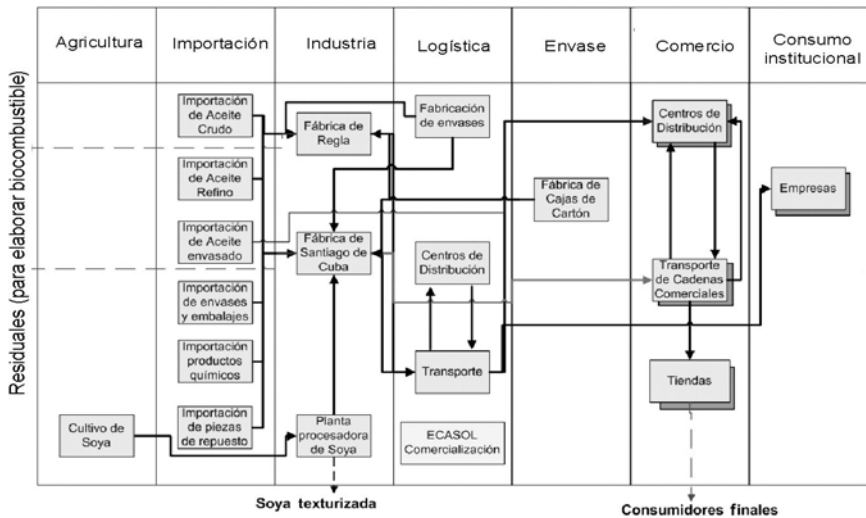 Agricultura
Importación
Industria
Logística
Envase
Comercio
Consumo
institucional
Residuales (para elaborar biocombustible)
Importación
de Aceite
Crudo
Fábrica de
Regla
Fabricación
de envases
Centros de
Distribución
Importación
de Aceite
Refino
Fábrica de
Cajas de
Cartón
Empresas
Importación
de Aceite
envasado
Fábrica de
Santiago de
Cuba
Centros de
Distribución
Transporte
de Cadenas
Comerciales
Importación
de envases
y embalajes
Importación
productos
químicos
Transporte
Tiendas
Cultivo de
Soya
Importación
de piezas
de repuesto
Planta
procesadora
de Soya
ECASOL
Comercialización
Soya texturizada
Consumidores finales